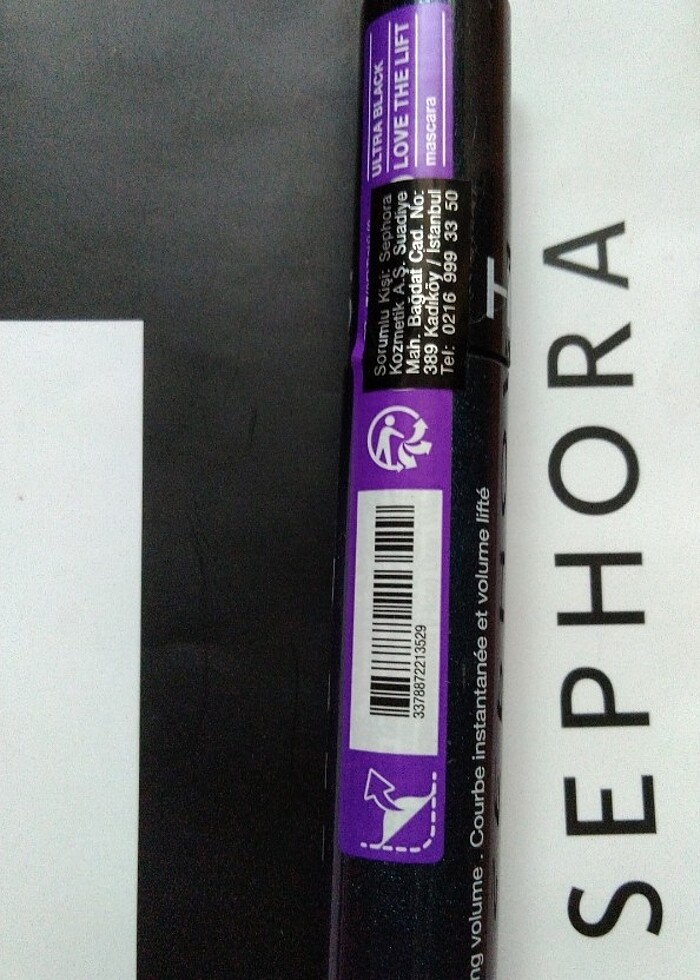 ULTRA BLACK
LOVE THE LIFT
mascara
Sorumlu Kişi: Sephora
Kozmetik A.Ş. Suadiye
Mah. Bağdat Cad. No:
389 Kadıköy / İstanbul
Tel: 0216 999 33 50
3378872213529
ng volume . Courbe instantanée et volume lifté
SEPHORA